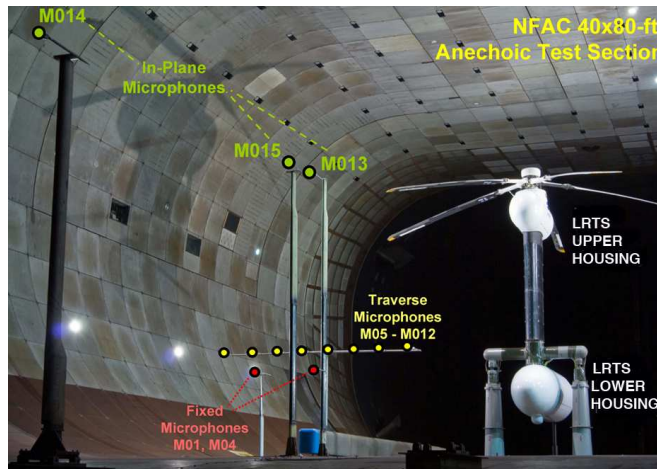 NFAC 40x80-ft
Anechoic Test Section
M014
In-Plane
Microphones
M015
M013
LRTS
UPPER
HOUSING
Traverse
Microphones
M05 - M012
LRTS
LOWER
HOUSING
Fixed
Microphones
M01, M04